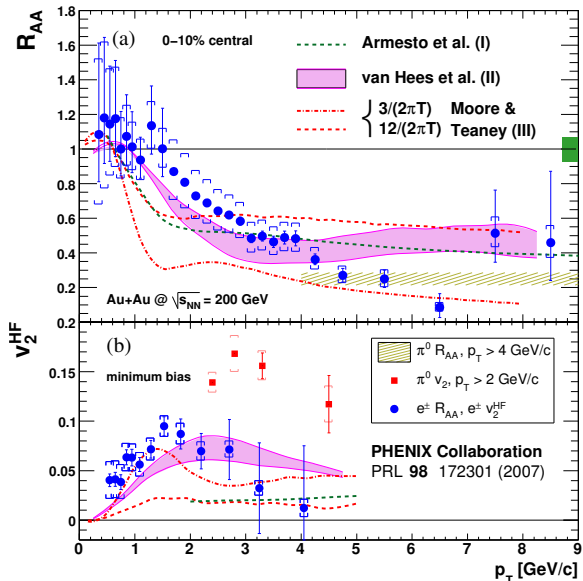 R_AA
1.8
1.6
1.4
1.2
1
0.8
0.6
0.4
0.2
(a) 0−10% central
Armesto et al. (I)
van Hees et al. (II)
3/(2πT) Moore &
12/(2πT) Teaney (III)
Au+Au @ √s_NN = 200 GeV
v_2^HF
0.2
0.15
0.1
0.05
0
(b)
minimum bias
π⁰ R_AA, p_T > 4 GeV/c
π⁰ v_2, p_T > 2 GeV/c
e± R_AA, e± v_2^HF
PHENIX Collaboration
PRL 98 172301 (2007)
0 1 2 3 4 5 6 7 8 9
p_T [GeV/c]